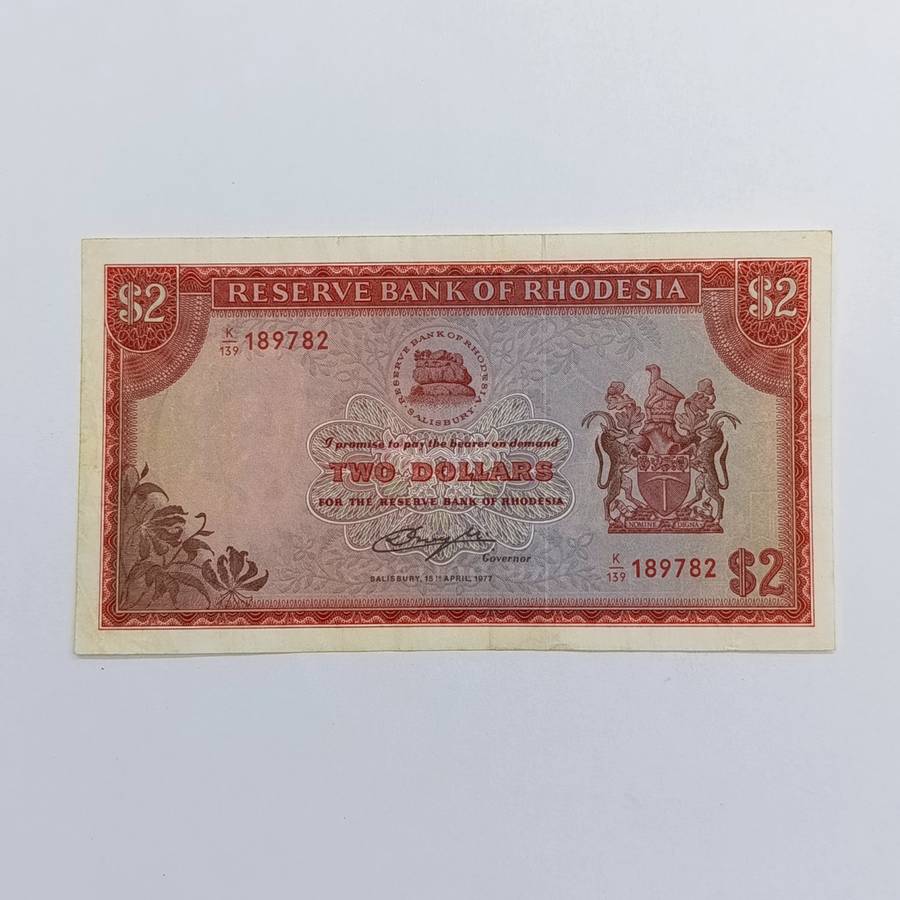 $2
RESERVE BANK OF RHODESIA
$2
K/139 189782
RESERVE BANK OF RHODESIA
SALISBURY
I promise to pay the bearer on demand
TWO DOLLARS
FOR THE RESERVE BANK OF RHODESIA
Governor
SALISBURY, 15TH APRIL, 1977
NOMINE DIGNA
K/139 189782
$2